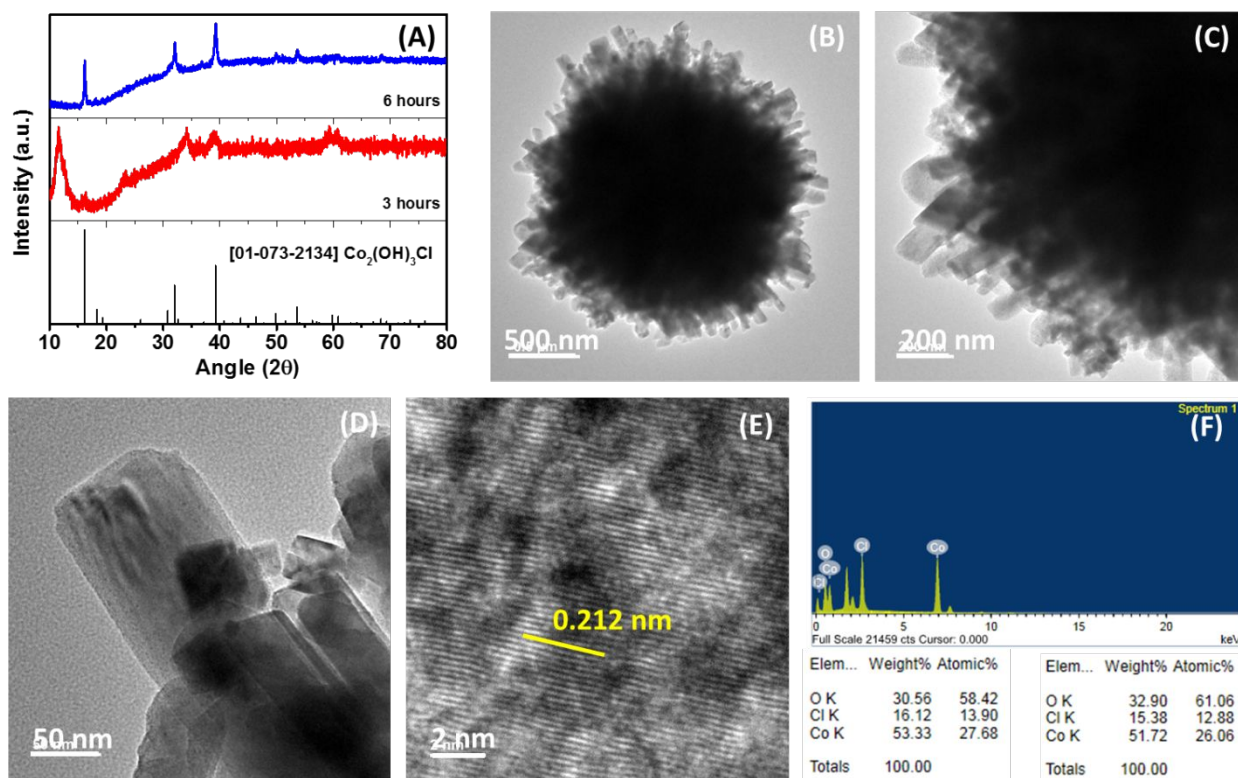 (A)
Intensity (a.u.)
6 hours
3 hours
[01-073-2134] Co₂(OH)₃Cl
10 20 30 40 50 60 70 80
Angle (2θ)
(B)
500 nm
(C)
200 nm
(D)
50 nm
(E)
0.212 nm
2 nm
Spectrum 1
(F)
O
Cl
Co
Cl
Co
0 5 10 15 20
Full Scale 21459 cts Cursor: 0.000
keV
Elem... Weight% Atomic%
O K 30.56 58.42
Cl K 16.12 13.90
Co K 53.33 27.68
Totals 100.00
Elem... Weight% Atomic%
O K 32.90 61.06
Cl K 15.38 12.88
Co K 51.72 26.06
Totals 100.00